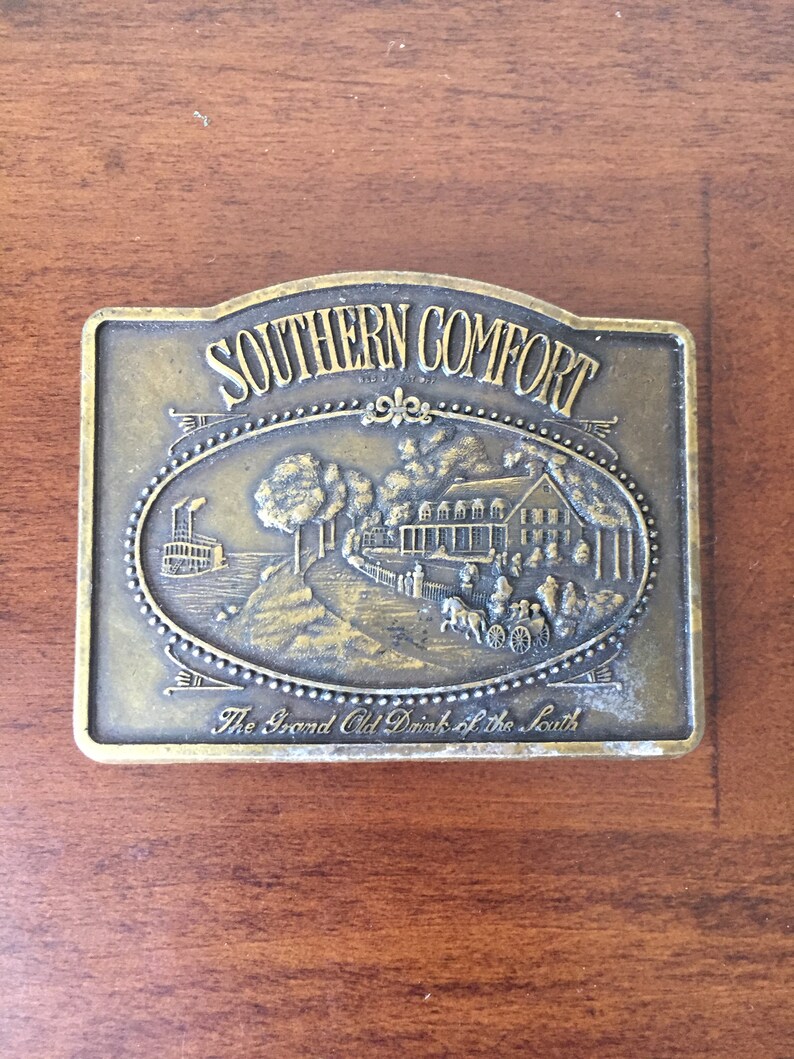 SOUTHERN COMFORT
The Grand Old Drink of the South